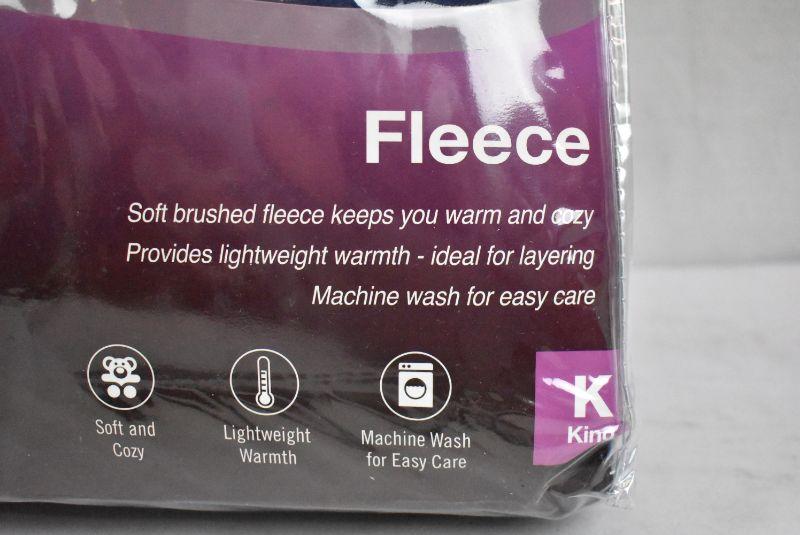 Fleece
Soft brushed fleece keeps you warm and cozy
Provides lightweight warmth - ideal for layering
Machine wash for easy care
Soft and
Cozy
Lightweight
Warmth
Machine Wash
for Easy Care
K
King